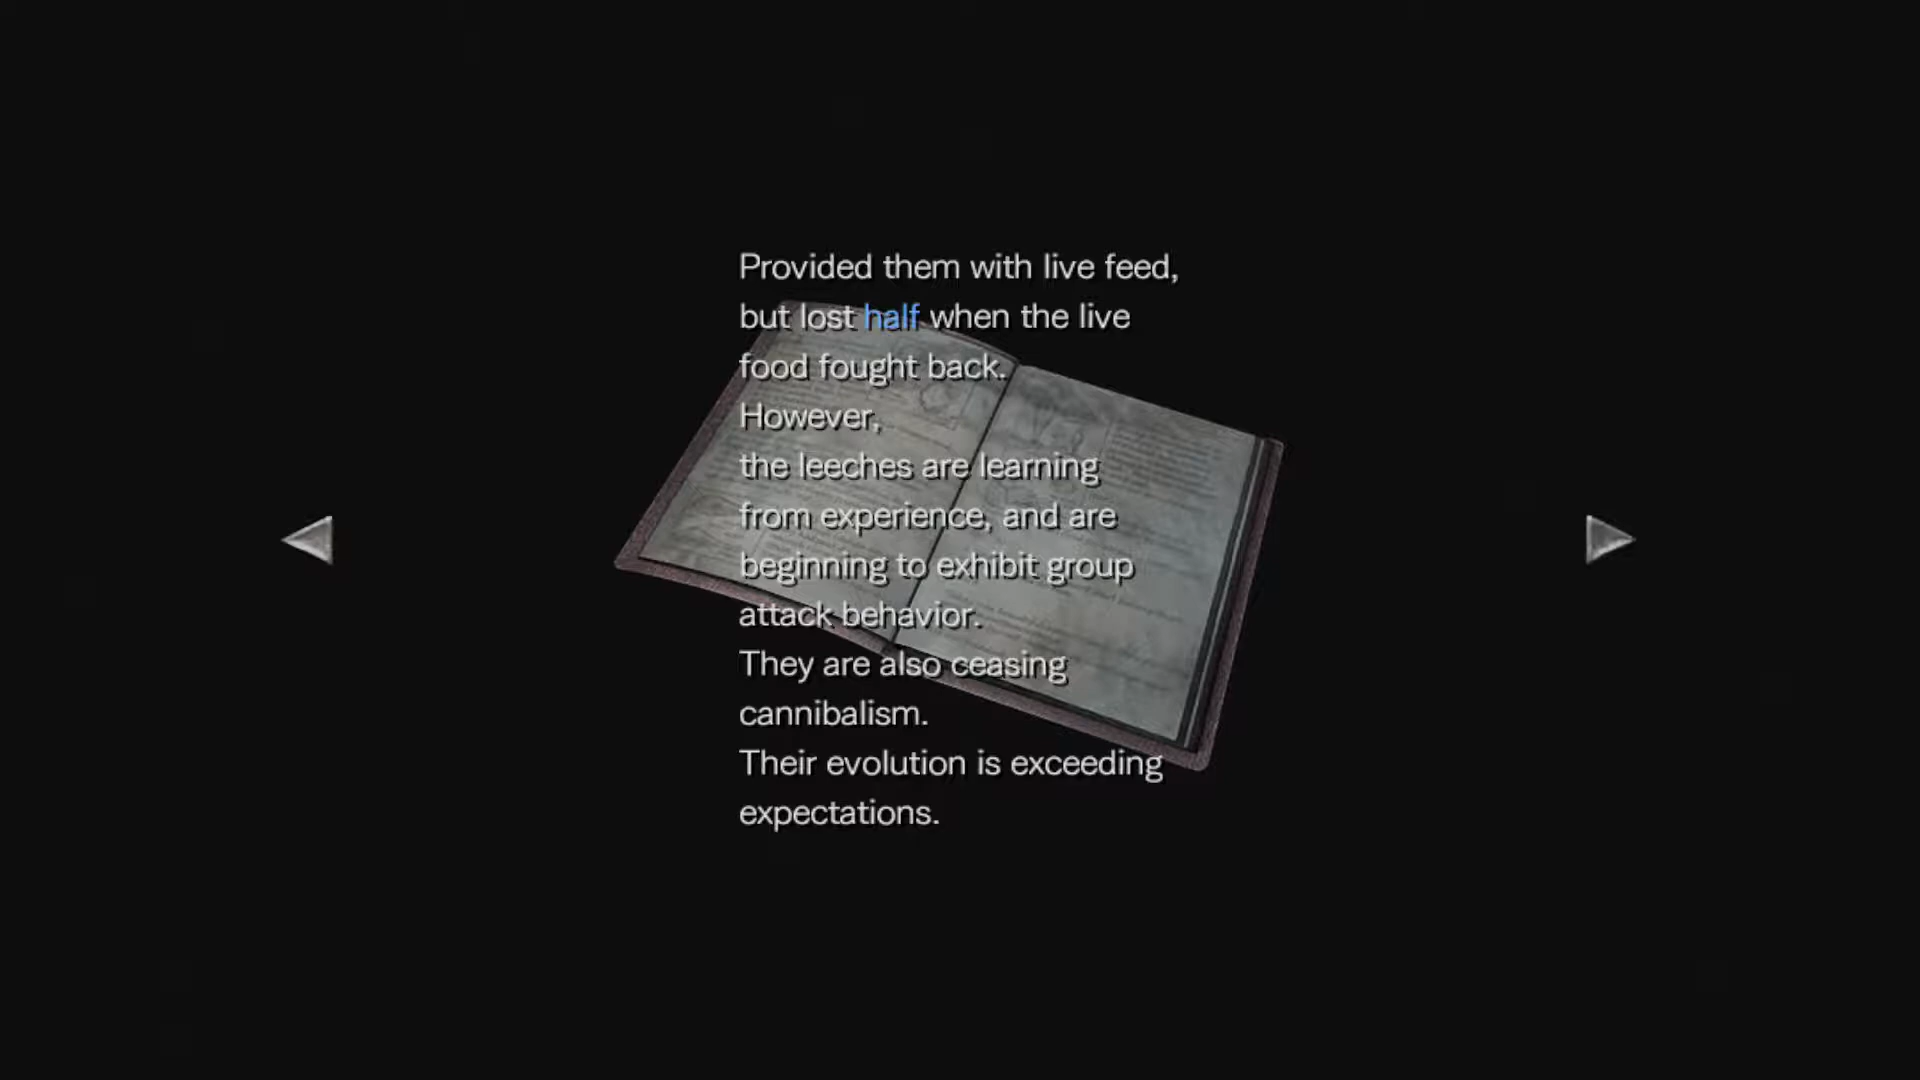 Provided them with live feed,
but lost half when the live
food fought back.
However,
the leeches are learning
from experience, and are
beginning to exhibit group
attack behavior.
They are also ceasing
cannibalism.
Their evolution is exceeding
expectations.